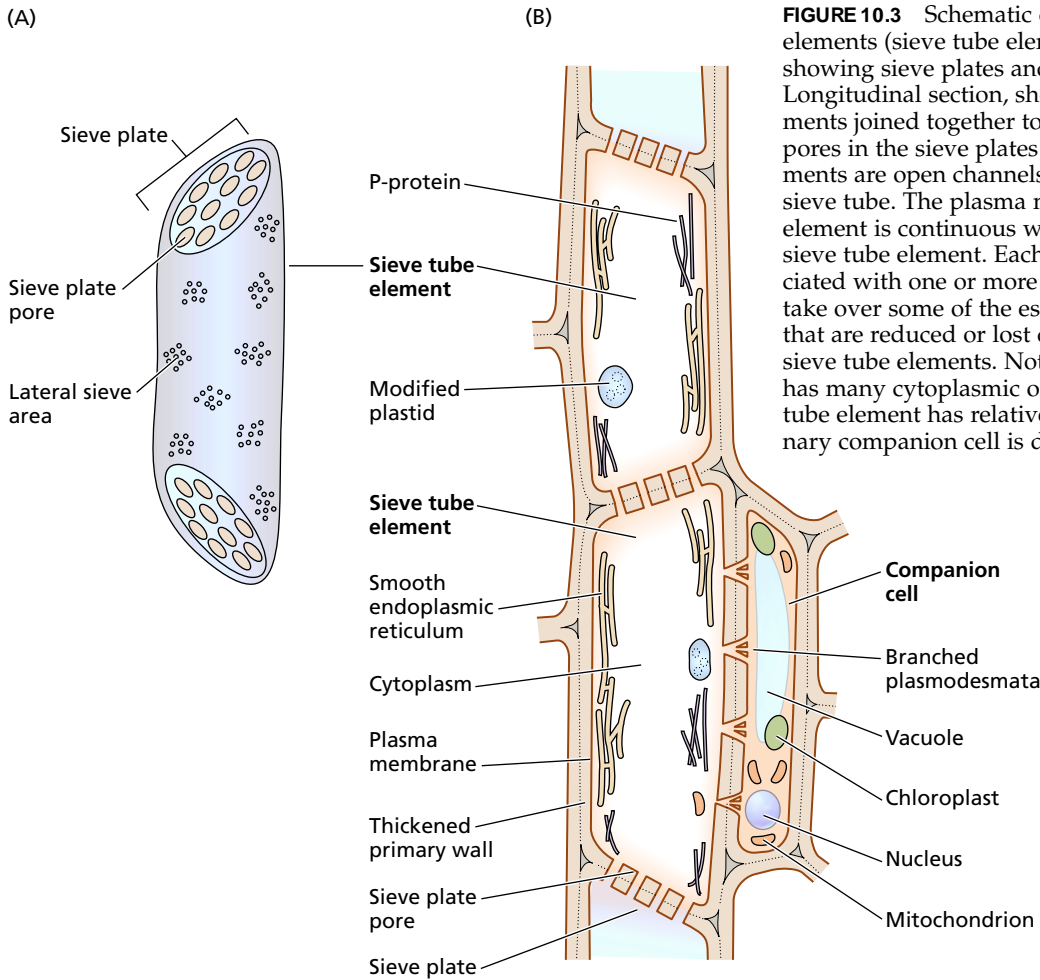 (A)
Sieve plate
Sieve plate
pore
Lateral sieve
area
(B)
P-protein
Sieve tube
element
Modified
plastid
Sieve tube
element
Smooth
endoplasmic
reticulum
Cytoplasm
Plasma
membrane
Thickened
primary wall
Sieve plate
pore
Sieve plate
Companion
cell
Branched
plasmodesmata
Vacuole
Chloroplast
Nucleus
Mitochondrion
FIGURE 10.3 Schematic
elements (sieve tube
showing sieve plates and
Longitudinal section,
ments joined together to
pores in the sieve plates
ments are open channels
sieve tube. The plasma
element is continuous
sieve tube element. Each
ciated with one or more
take over some of the
that are reduced or lost
sieve tube elements.
has many cytoplasmic
tube element has
nary companion cell is